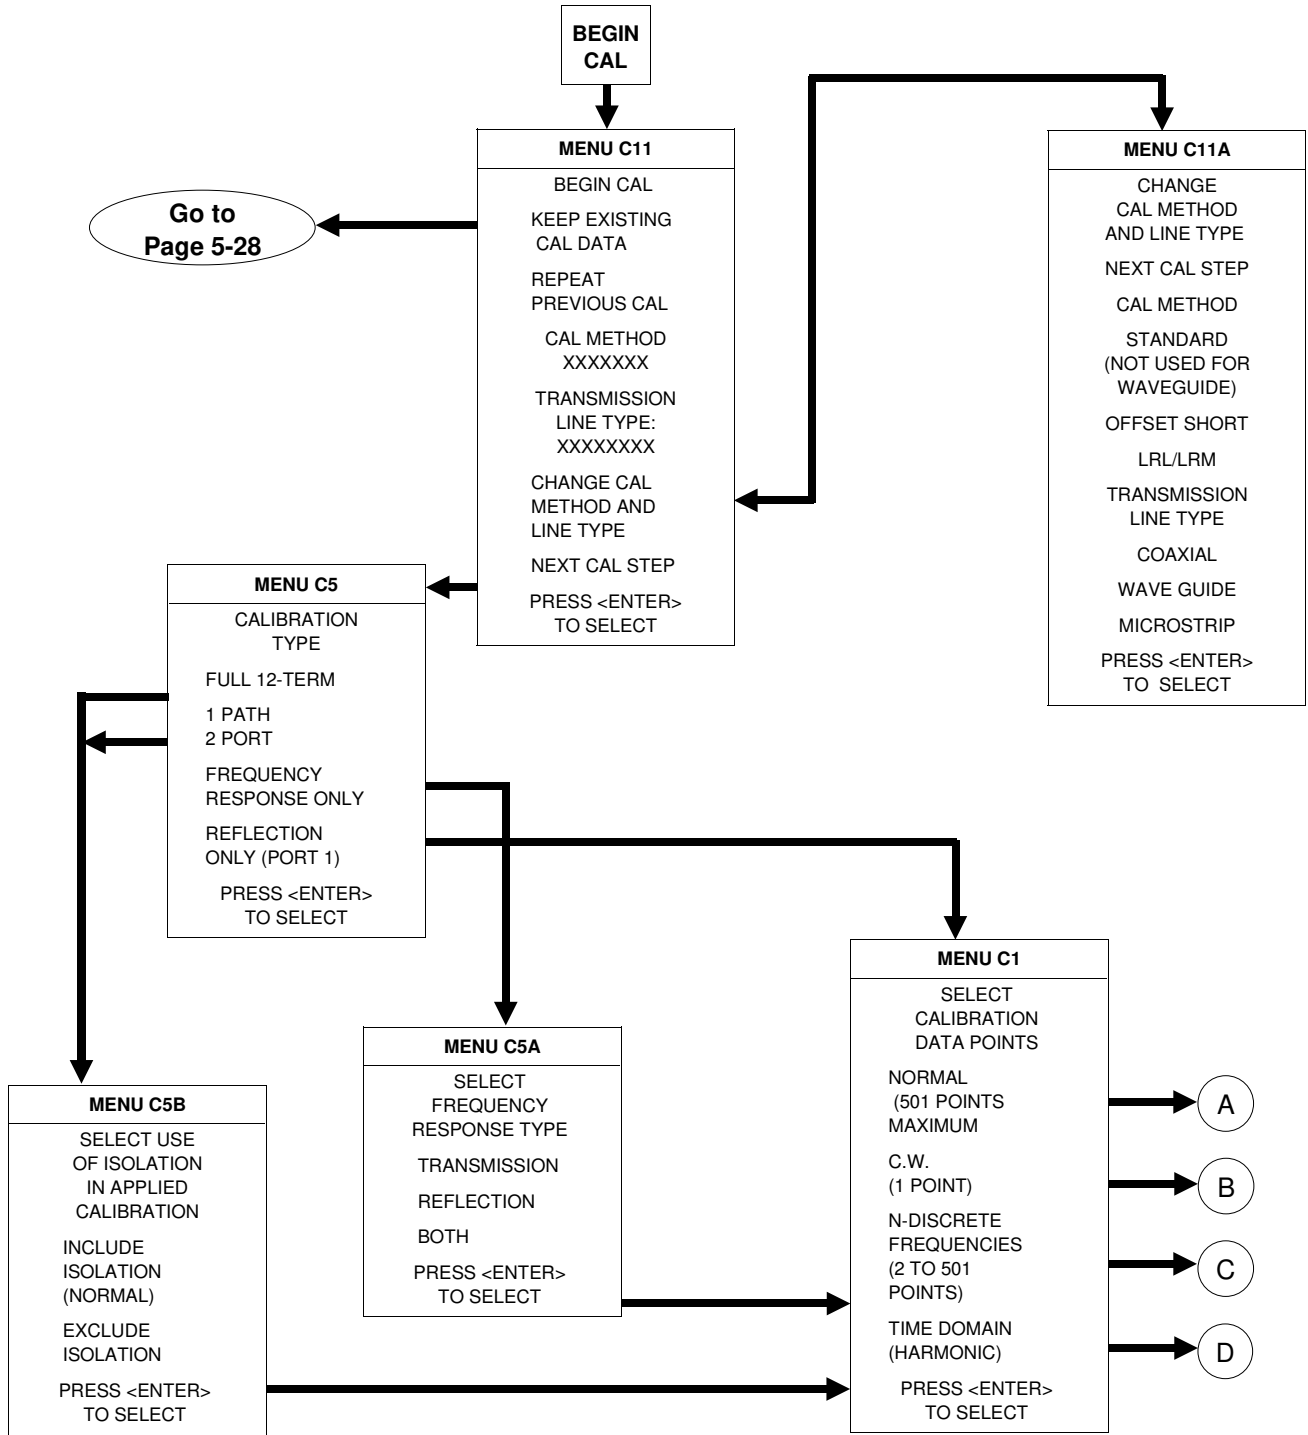 BEGIN
CAL
MENU C11
BEGIN CAL
KEEP EXISTING
CAL DATA
REPEAT
PREVIOUS CAL
CAL METHOD
XXXXXXX
TRANSMISSION
LINE TYPE:
XXXXXXXX
CHANGE CAL
METHOD AND
LINE TYPE
NEXT CAL STEP
PRESS <ENTER>
TO SELECT
Go to
Page 5-28
MENU C11A
CHANGE
CAL METHOD
AND LINE TYPE
NEXT CAL STEP
CAL METHOD
STANDARD
(NOT USED FOR
WAVEGUIDE)
OFFSET SHORT
LRL/LRM
TRANSMISSION
LINE TYPE
COAXIAL
WAVE GUIDE
MICROSTRIP
PRESS <ENTER>
TO SELECT
MENU C5
CALIBRATION
TYPE
FULL 12-TERM
1 PATH
2 PORT
FREQUENCY
RESPONSE ONLY
REFLECTION
ONLY (PORT 1)
PRESS <ENTER>
TO SELECT
MENU C5B
SELECT USE
OF ISOLATION
IN APPLIED
CALIBRATION
INCLUDE
ISOLATION
(NORMAL)
EXCLUDE
ISOLATION
PRESS <ENTER>
TO SELECT
MENU C5A
SELECT
FREQUENCY
RESPONSE TYPE
TRANSMISSION
REFLECTION
BOTH
PRESS <ENTER>
TO SELECT
MENU C1
SELECT
CALIBRATION
DATA POINTS
NORMAL
(501 POINTS
MAXIMUM
C.W.
(1 POINT)
N-DISCRETE
FREQUENCIES
(2 TO 501
POINTS)
TIME DOMAIN
(HARMONIC)
PRESS <ENTER>
TO SELECT
A
B
C
D